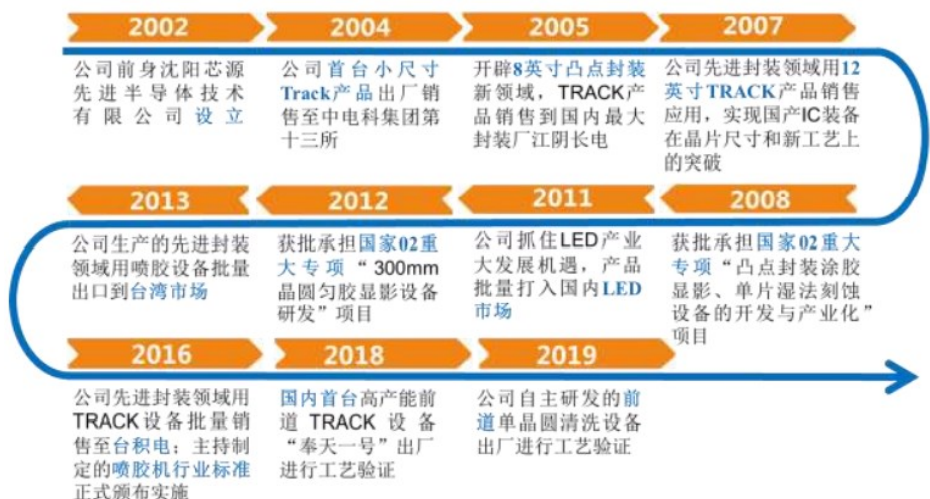 2002
公司前身沈阳芯源
先进半导体技术
有限公司设立
2004
公司首台小尺寸
Track产品出厂销
售至中电科集团第
十三所
2005
开辟8英寸凸点封装
新领域，TRACK产
品销售到国内最大
封装厂江阴长电
2007
公司先进封装领域用12
英寸TRACK产品销售
应用，实现国产IC装备
在晶片尺寸和新工艺上
的突破
2008
获批承担国家02重大
专项“凸点封装涂胶
显影、单片湿法刻蚀
设备的开发与产业化”
项目
2011
公司抓住LED产业
大发展机遇，产品
批量打入国内LED
市场
2012
获批承担国家02重
大专项“300mm
晶圆匀胶显影设备
研发”项目
2013
公司生产的先进封装
领域用喷胶设备批量
出口到台湾市场
2016
公司先进封装领域用
TRACK设备批量销
售至台积电；主持制
定的喷胶机行业标准
正式颁布实施
2018
国内首台高产能前
道TRACK设备
“奉天一号”出厂
进行工艺验证
2019
公司自主研发的前
道单晶圆清洗设备
出厂进行工艺验证